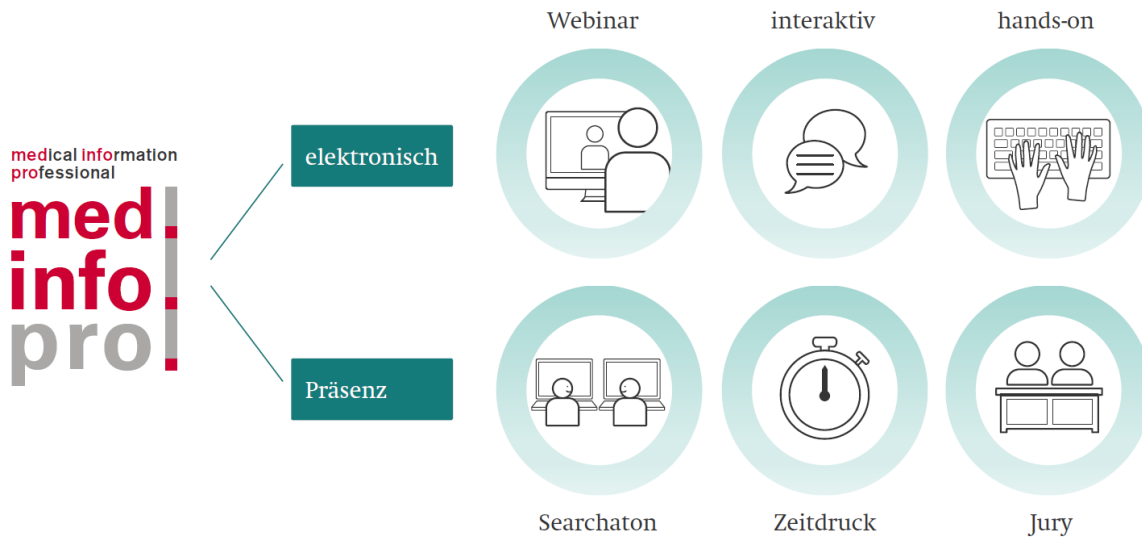 Webinar interaktiv hands-on
medical information
professional
elektronisch
med.
info.
pro.
Präsenz
Searchaton Zeitdruck Jury